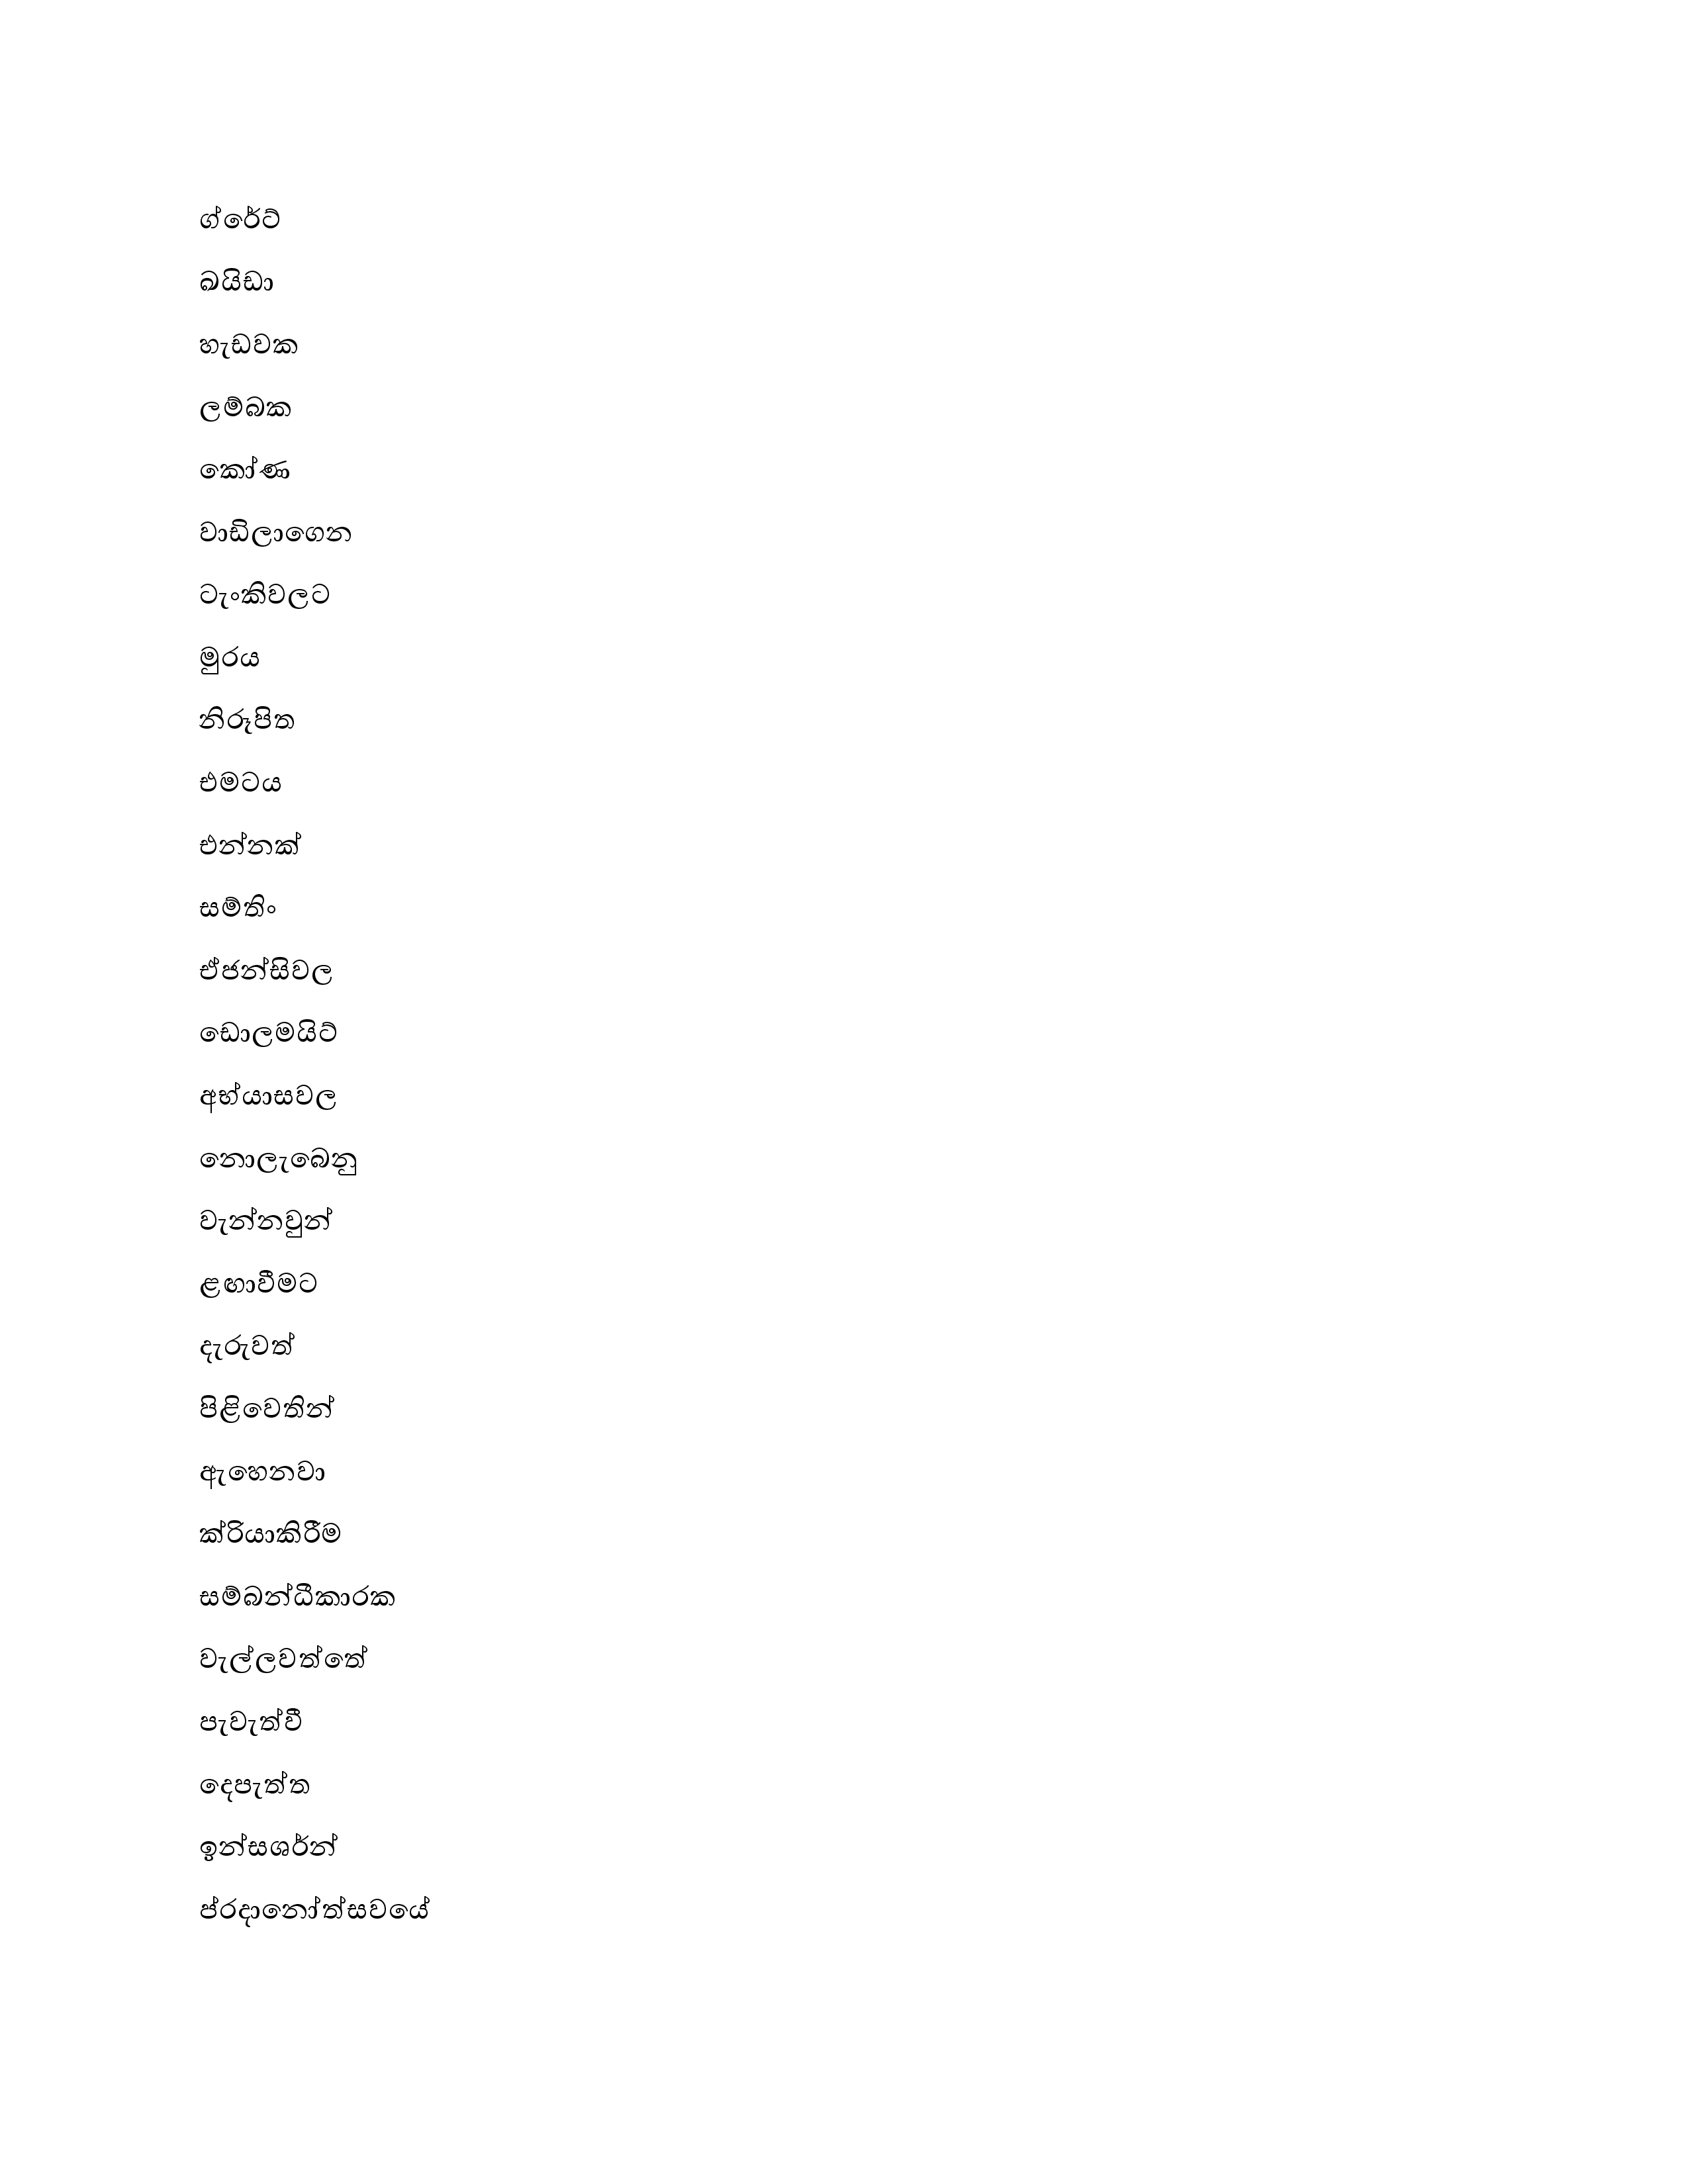 ග්රේට්
ඛයිඩා
හැඩවක
ලම්බක
කෝණ
වාඩිලාගෙන
ටැංකිවලට
මුරය
නිරූපිත
එමටය
එන්නක්
සම්තිං
ඒජන්සිවල
ඩොලමයිට්
අභ්යාසවල
නොලැබෙනු
වැන්නවුන්
ළඟාවීමට
දැරුවත්
පිළිවෙතින්
ඇහෙනවා
ක්රියාකිරීම
සම්බන්ධීකාරක
වැල්ලවත්තේ
පැවැත්වී
දෙපැත්ත
ඉන්සශර්න්
ප්රදානෝත්සවයේ